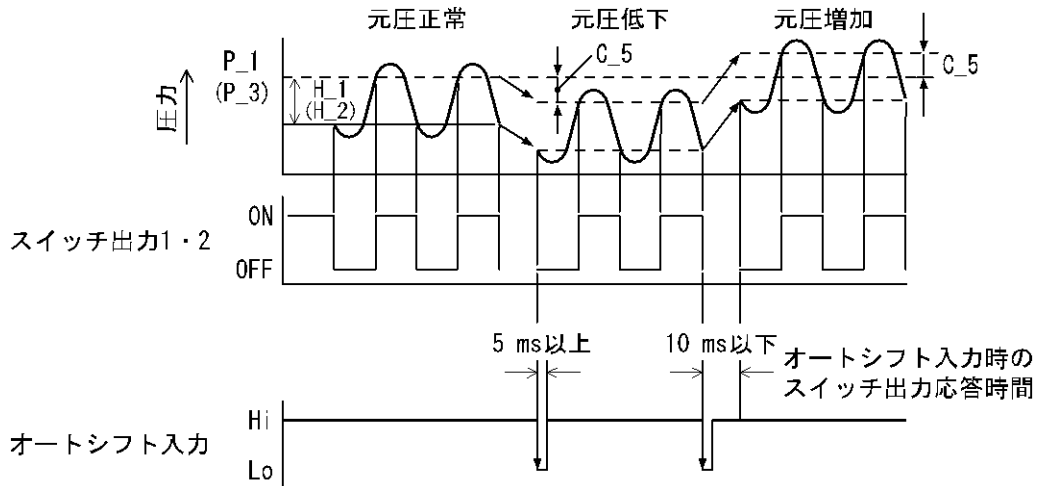 元圧正常 元圧低下 元圧増加
P_1
(P_3)
H_1
(H_2)
C_5
C_5
圧力
スイッチ出力1・2
ON
OFF
5 ms以上
10 ms以下
オートシフト入力時の
スイッチ出力応答時間
オートシフト入力
Hi
Lo